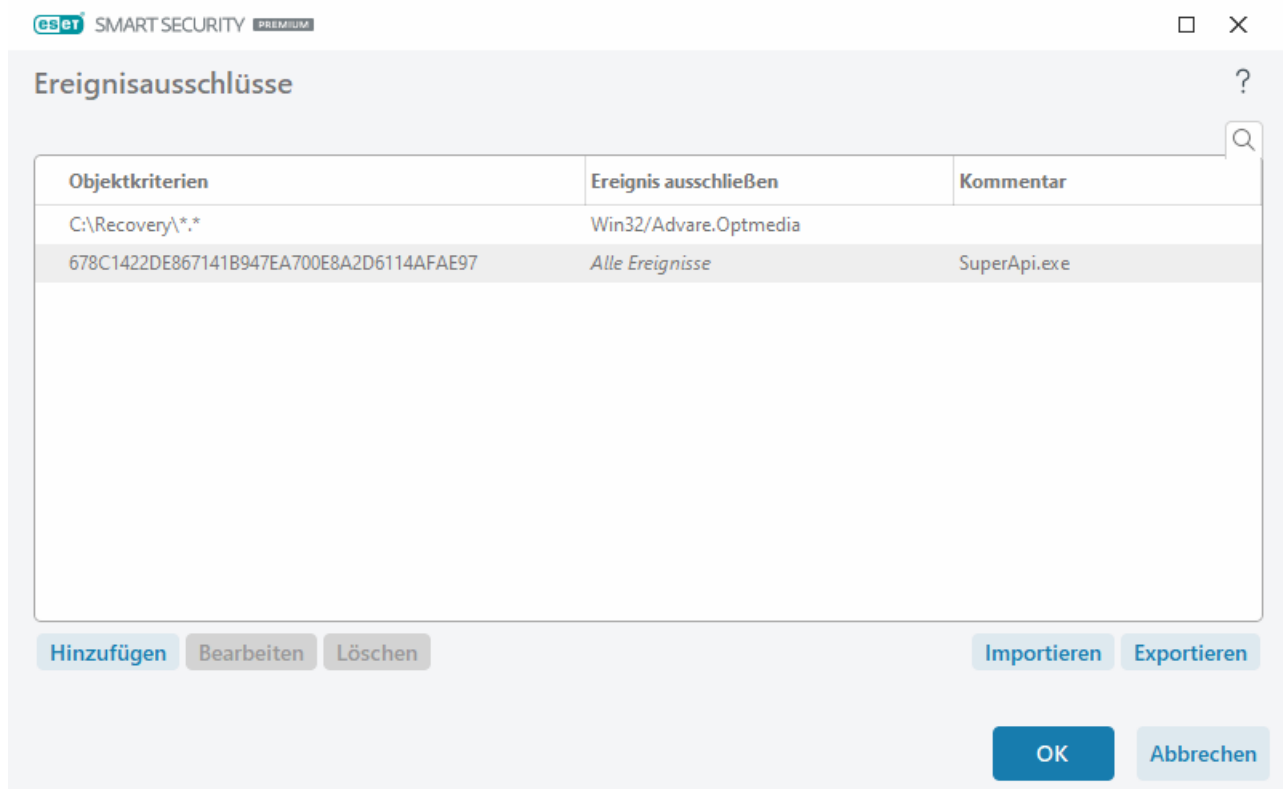 eset SMART SECURITY PREMIUM
Ereignisausschlüsse ?
Objektkriterien Ereignis ausschließen Kommentar
C:\Recovery\*.* Win32/Advare.Optmedia
678C1422DE867141B947EA700E8A2D6114AFAE97 Alle Ereignisse SuperApi.exe
Hinzufügen Bearbeiten Löschen Importieren Exportieren
OK Abbrechen